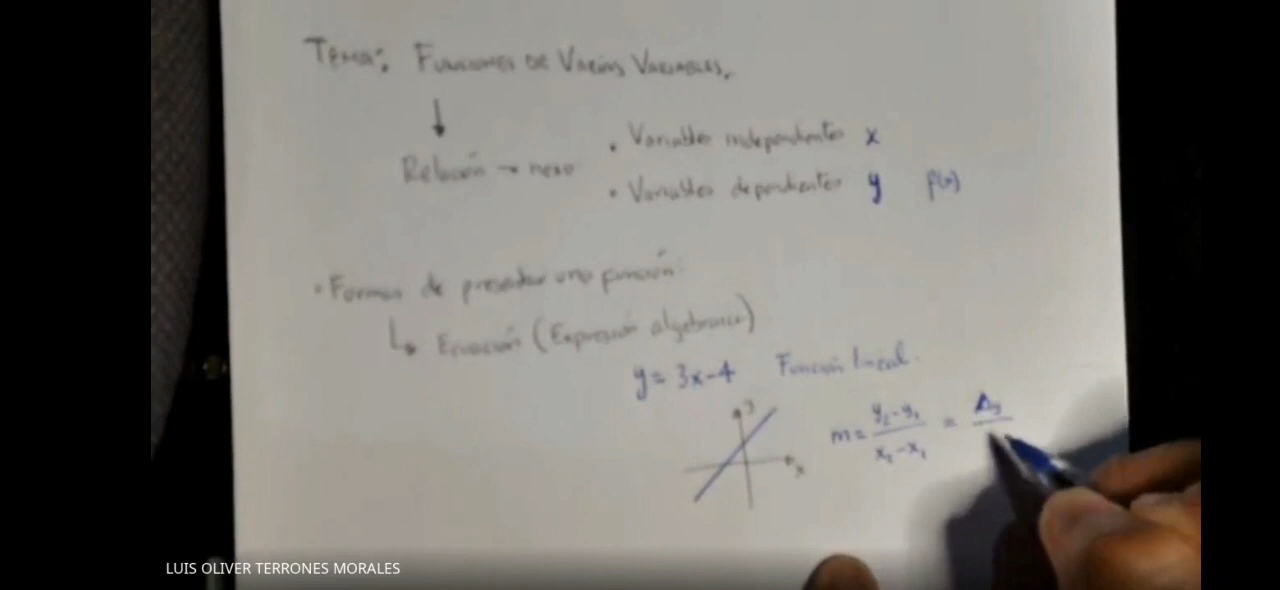 Tema: Funciones de Varias Variables.
↓
Relación → nexo
• Variables independientes x
• Variables dependientes y f(x)
• Formas de presentar una función:
↳ Ecuación (Expresión algebraica)
y = 3x-4 Función lineal.
y
x
m = y₂-y₁ / x₂-x₁ = Δy
LUIS OLIVER TERRONES MORALES